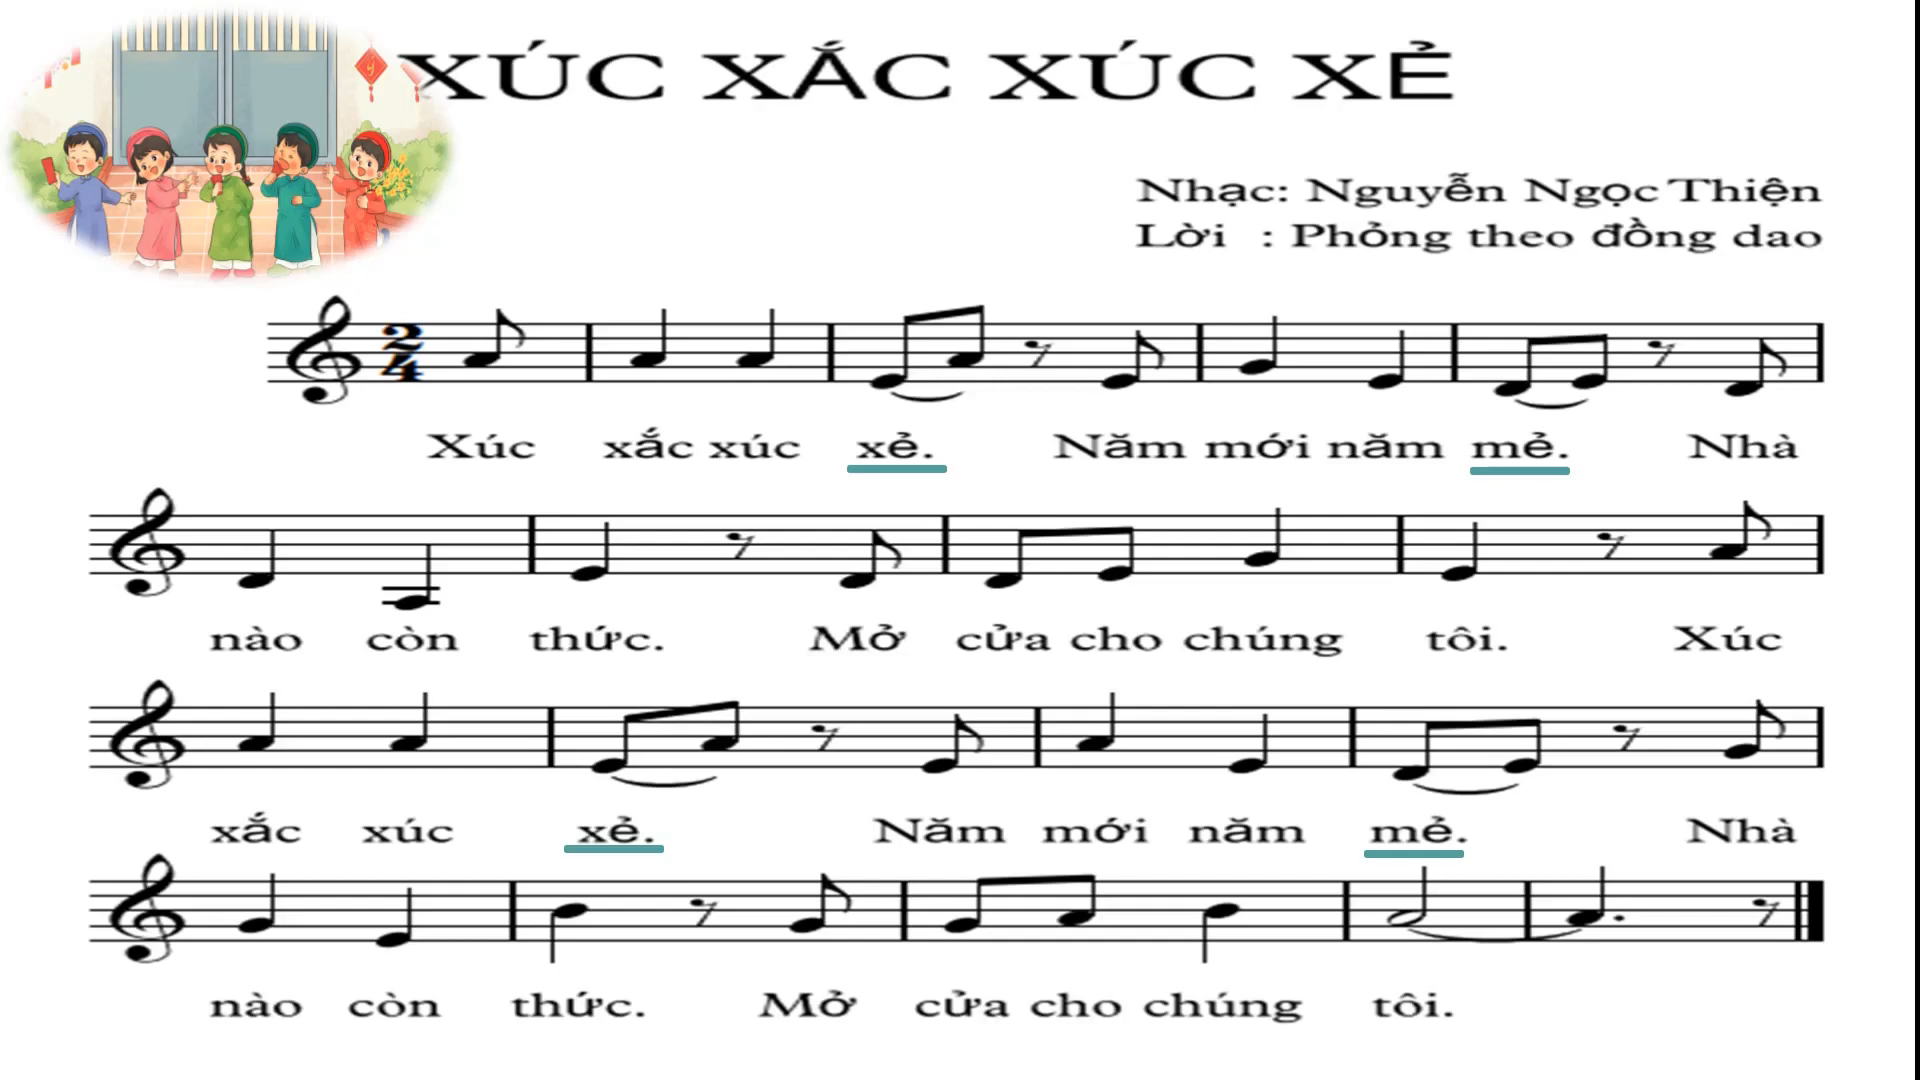 XÚC XẮC XÚC XẺ
Nhạc: Nguyễn Ngọc Thiện
Lời : Phỏng theo đồng dao
2
4
Xúc xắc xúc xẻ. Năm mới năm mẻ. Nhà
nào còn thức. Mở cửa cho chúng tôi. Xúc
xắc xúc xẻ. Năm mới năm mẻ. Nhà
nào còn thức. Mở cửa cho chúng tôi.